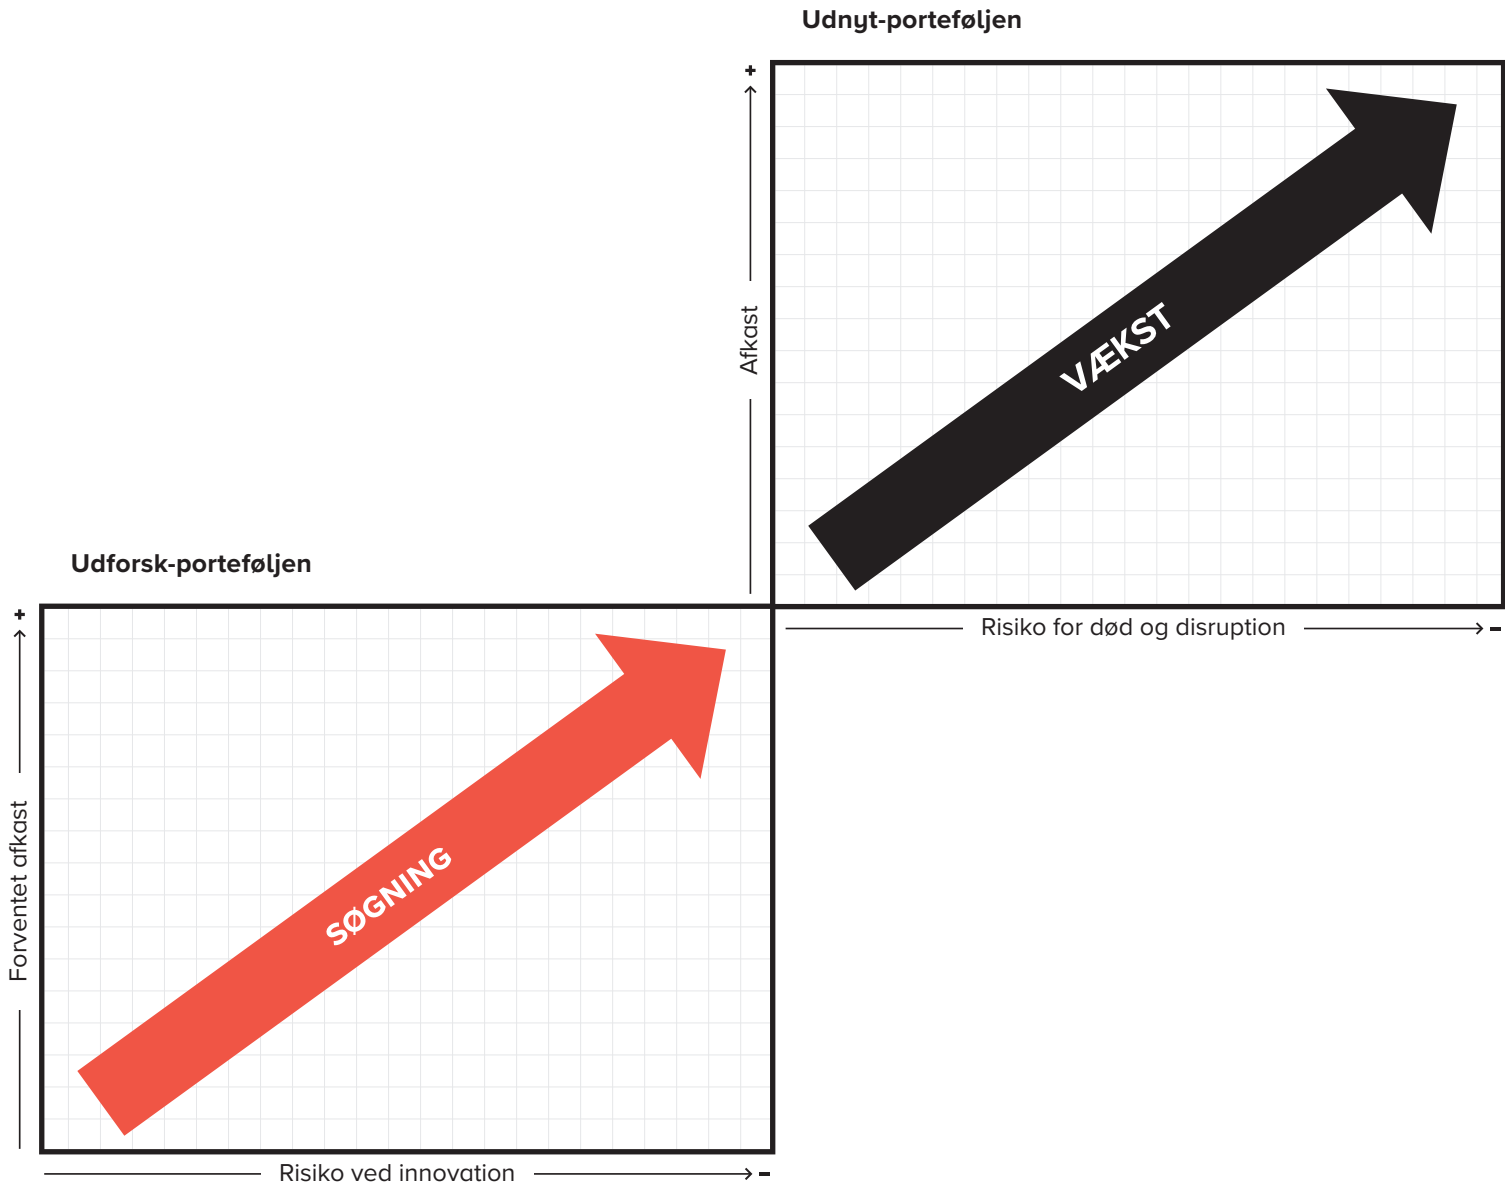 Udnyt-porteføljen
+
Afkast
VÆKST
Risiko for død og disruption
-
Udforsk-porteføljen
+
Forventet afkast
SØGNING
Risiko ved innovation
-